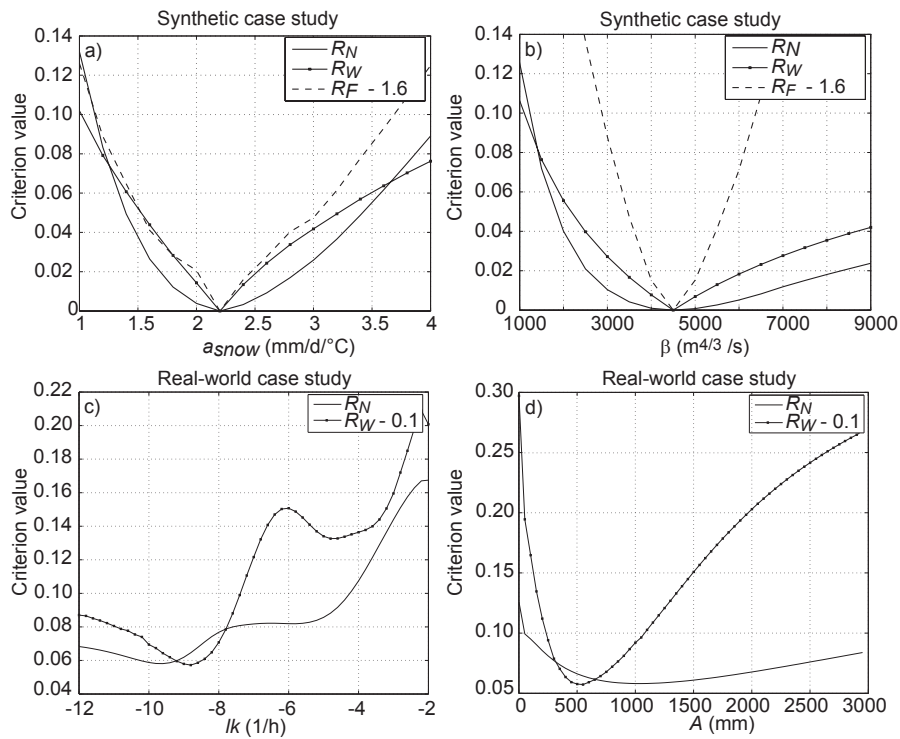 Synthetic case study
a)
R_N
R_W
R_F - 1.6
0.14
0.12
0.10
0.08
0.06
0.04
0.02
0
Criterion value
1
1.5
2
2.5
3
3.5
4
a_snow (mm/d/°C)
Synthetic case study
b)
R_N
R_W
R_F - 1.6
0.14
0.12
0.10
0.08
0.06
0.04
0.02
0
Criterion value
1000
3000
5000
7000
9000
β (m^4/3 /s)
Real-world case study
c)
R_N
R_W - 0.1
0.22
0.20
0.18
0.16
0.14
0.12
0.10
0.08
0.06
0.04
Criterion value
-12
-10
-8
-6
-4
-2
lk (1/h)
Real-world case study
d)
R_N
R_W - 0.1
0.30
0.25
0.20
0.15
0.10
0.05
Criterion value
0
500
1000
1500
2000
2500
3000
A (mm)